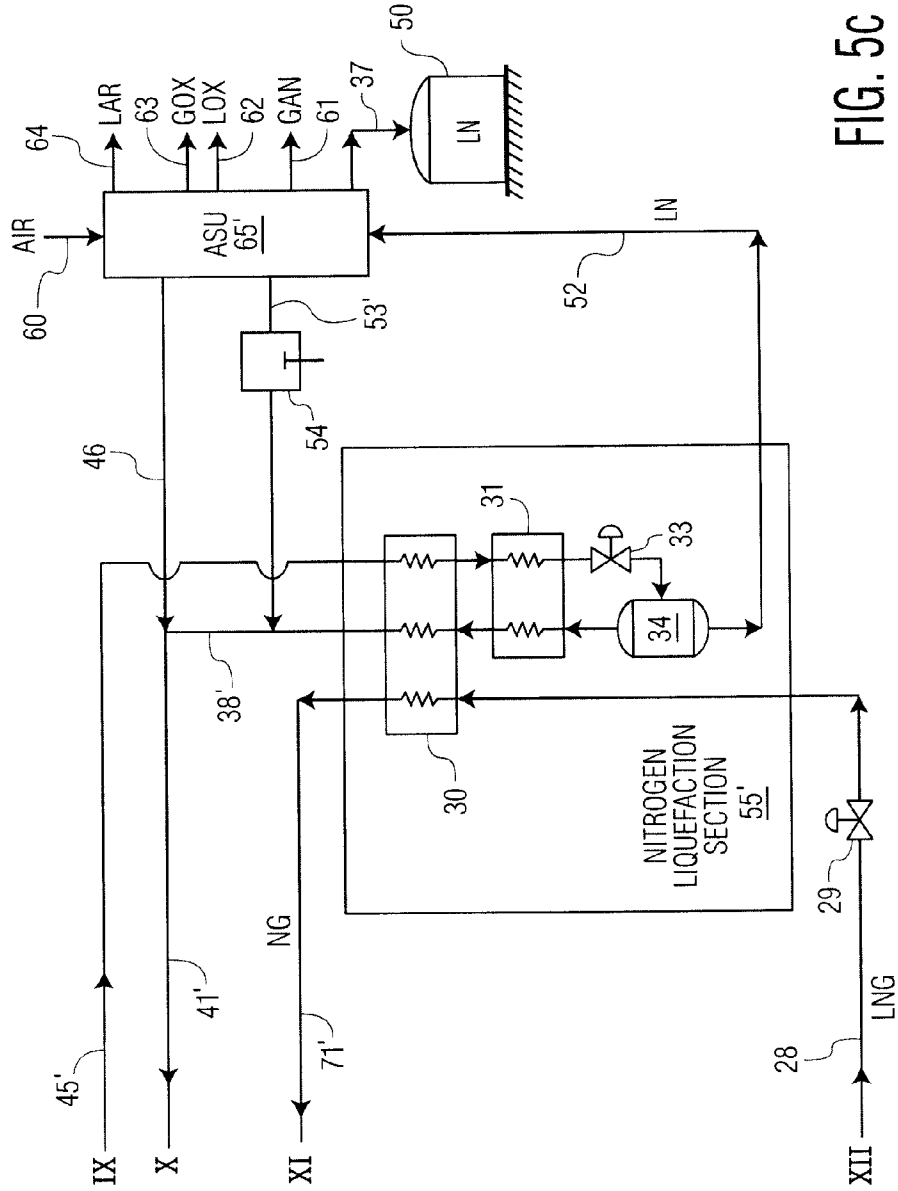 FIG. 5c
AIR
60
64
LAR
63
GOX
LOX
62
GAN
61
37
50
LN
ASU
65'
53'
54
46
LN
52
38'
31
33
34
30
NITROGEN
LIQUEFACTION
SECTION
55'
NG
71'
41'
45'
29
28
LNG
IX
X
XI
XII